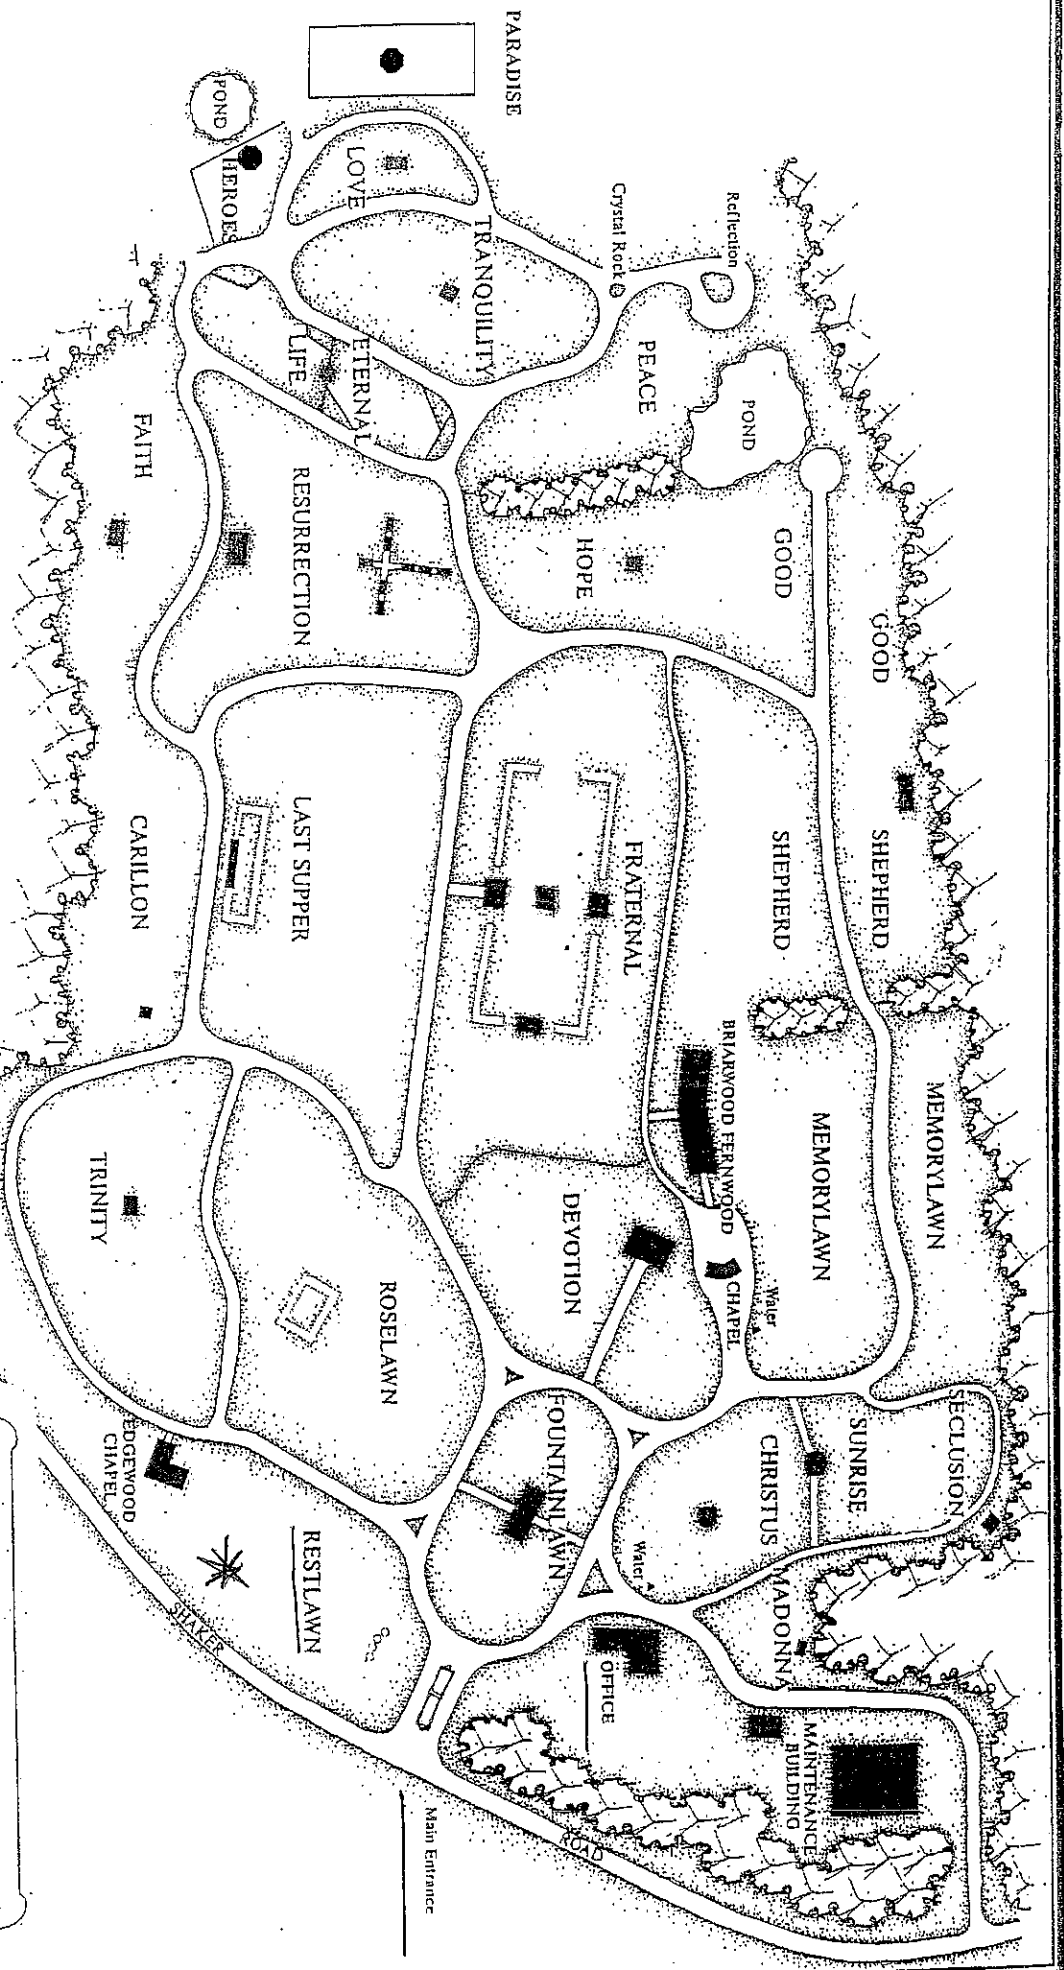 PARADISE
POND
HEROES
LOVE
TRANQUILITY
Crystal Rock
Reflection
PEACE
POND
ETERNAL
LIFE
FAITH
RESURRECTION
HOPE
GOOD
SHEPHERD
GOOD
SHEPHERD
CARILLON
LAST SUPPER
FRATERNAL
BRIARWOOD FERNWOOD
MEMORYLAWN
MEMORYLAWN
TRINITY
ROSELAWN
DEVOTION
CHAPEL
Water
SECLUSION
SUNRISE
CHRISTUS
FOUNTAINLAWN
Water
MADONNA
EDGEWOOD
CHAPEL
RESTLAWN
OFFICE
MAINTENANCE
BUILDING
SHAKER
ROAD
Main Entrance